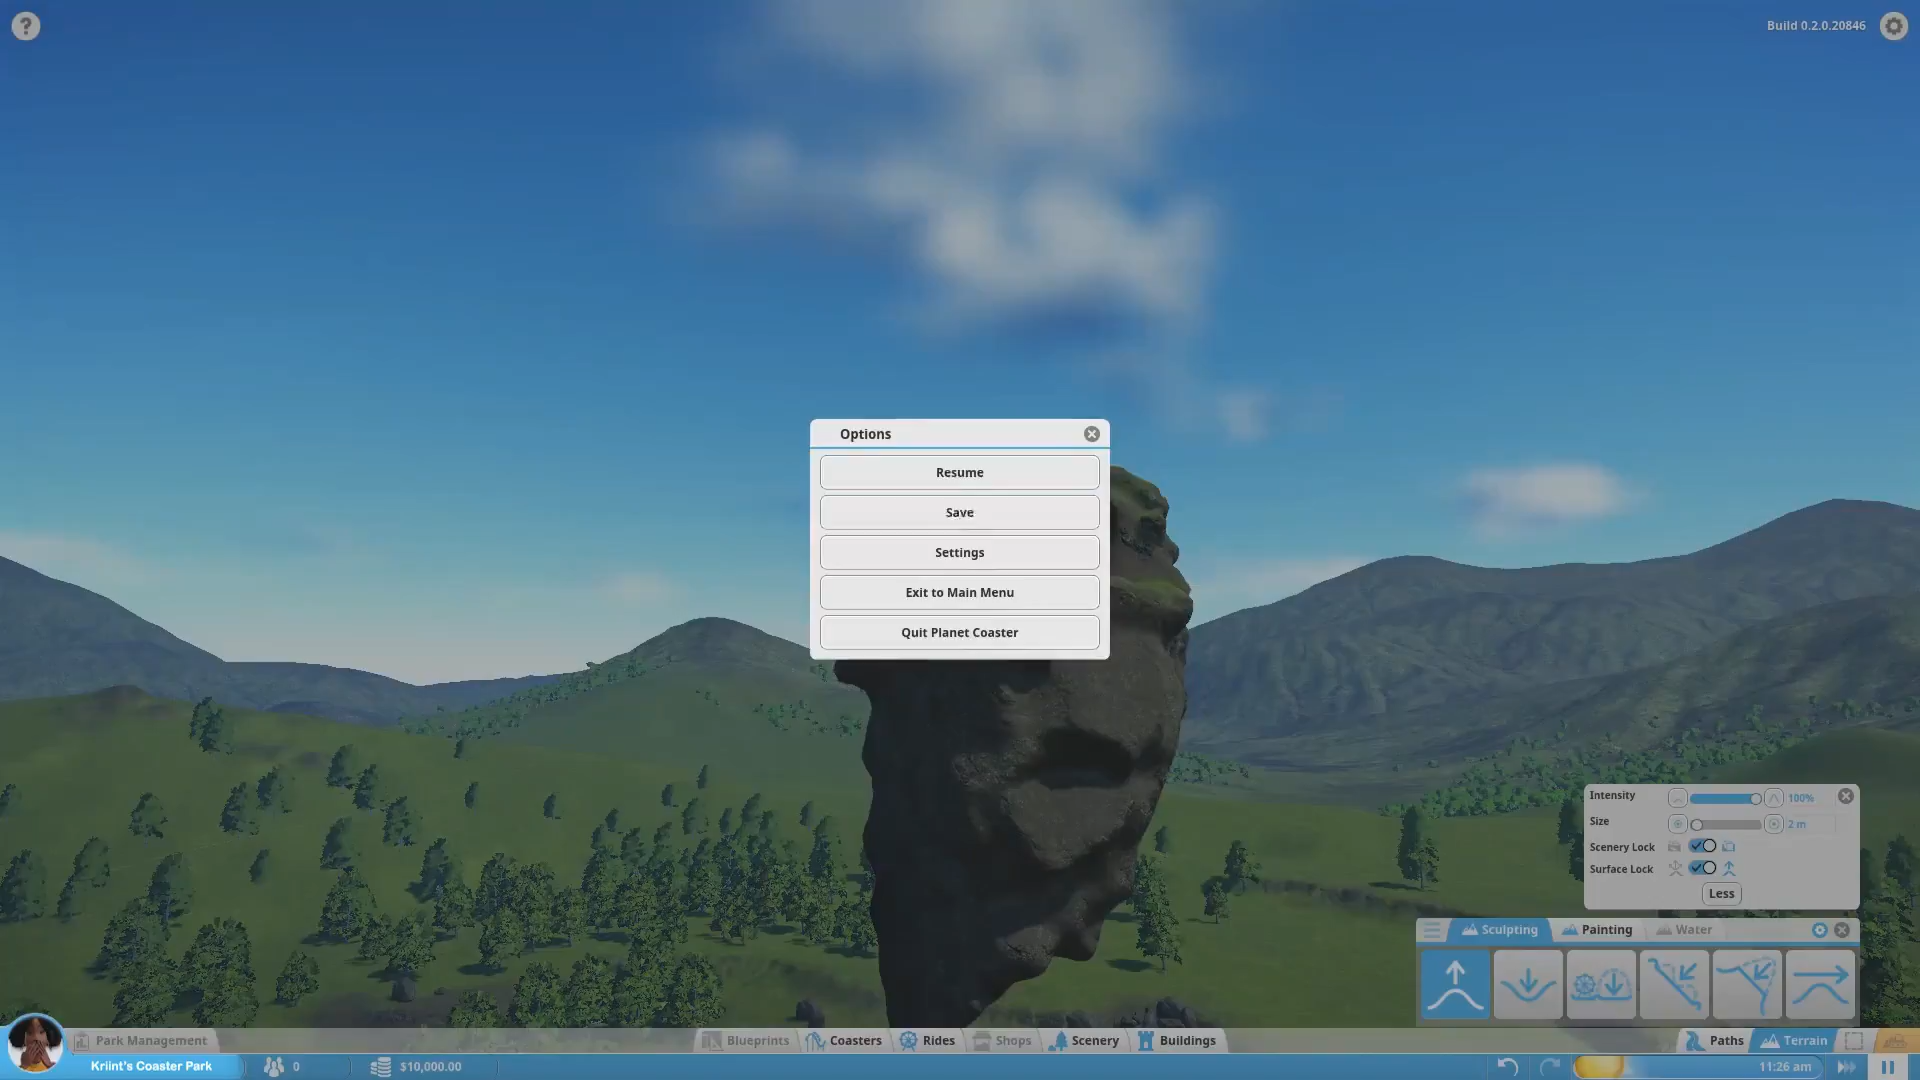 ?
Build 0.2.0.20846
Options
Resume
Save
Settings
Exit to Main Menu
Quit Planet Coaster
Intensity 100%
Size 2 m
Scenery Lock
Surface Lock
Less
Sculpting Painting Water
Park Management
Blueprints Coasters Rides Shops Scenery Buildings
Paths Terrain
Kriint's Coaster Park 0 $10,000.00 11:26 am